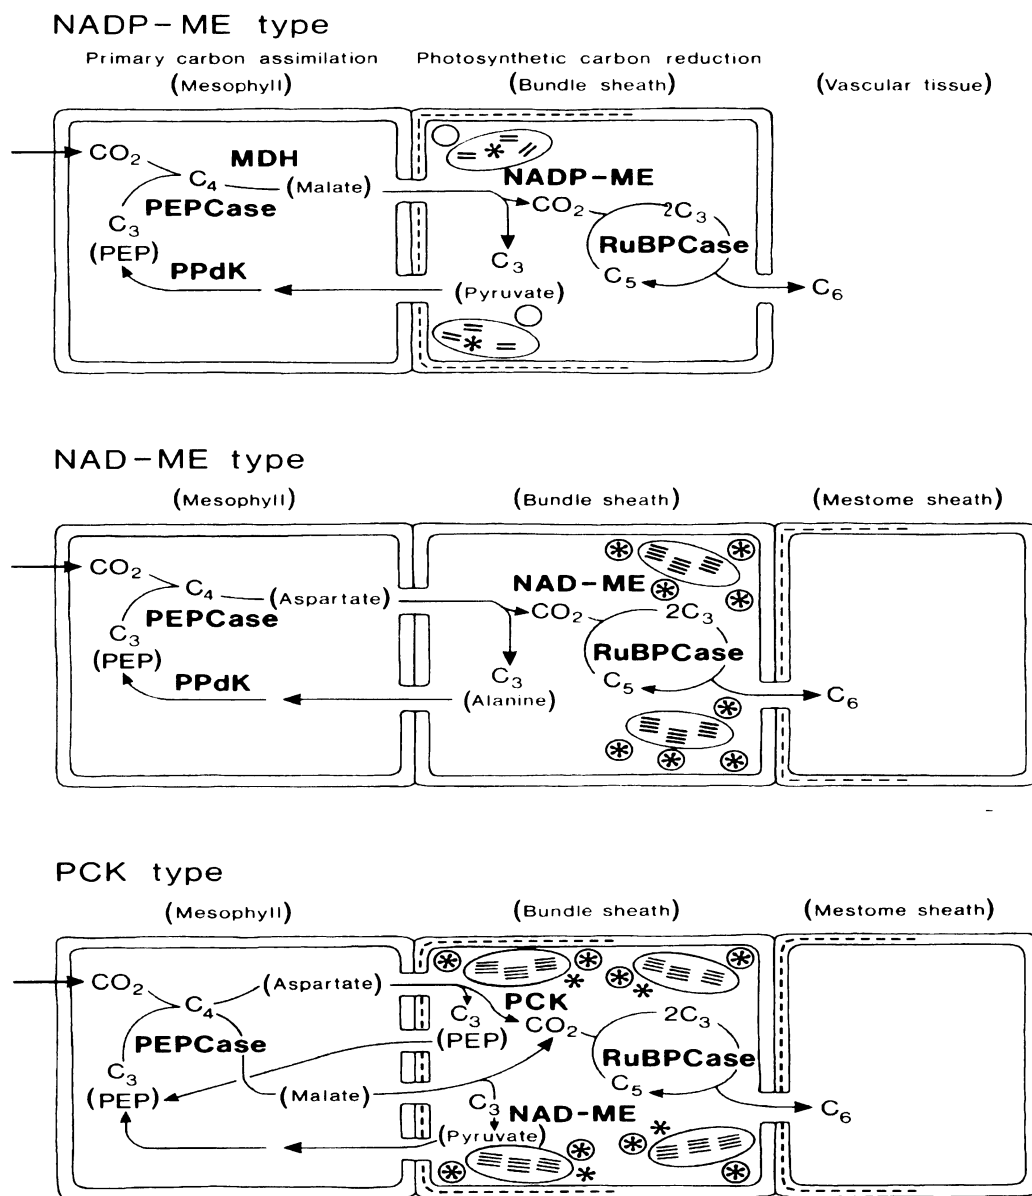 NADP-ME type
Primary carbon assimilation Photosynthetic carbon reduction
(Mesophyll) (Bundle sheath) (Vascular tissue)
CO2 MDH
C4 (Malate) NADP-ME
PEPCase CO2 2C3
C3 RuBPCase
(PEP) C3
PPdK C5
(Pyruvate) C6
NAD-ME type
(Mesophyll) (Bundle sheath) (Mestome sheath)
CO2 NAD-ME
C4 (Aspartate) CO2 2C3
PEPCase
C3 RuBPCase
(PEP) C3 C5
PPdK (Alanine) C6
PCK type
(Mesophyll) (Bundle sheath) (Mestome sheath)
CO2 (Aspartate) PCK
C4 C3 CO2 2C3
PEPCase (PEP) RuBPCase
C3 C5
(PEP) (Malate) C3 NAD-ME C6
(Pyruvate)